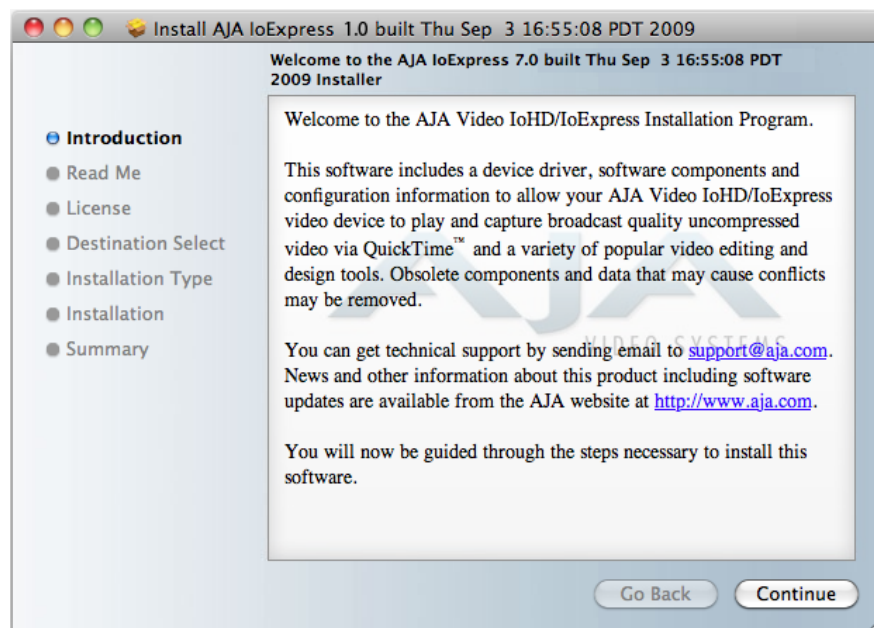 Install AJA IoExpress 1.0 built Thu Sep 3 16:55:08 PDT 2009
Welcome to the AJA IoExpress 7.0 built Thu Sep 3 16:55:08 PDT
2009 Installer
Introduction
Read Me
License
Destination Select
Installation Type
Installation
Summary
Welcome to the AJA Video IoHD/IoExpress Installation Program.
This software includes a device driver, software components and
configuration information to allow your AJA Video IoHD/IoExpress
video device to play and capture broadcast quality uncompressed
video via QuickTime™ and a variety of popular video editing and
design tools. Obsolete components and data that may cause conflicts
may be removed.
You can get technical support by sending email to support@aja.com.
News and other information about this product including software
updates are available from the AJA website at http://www.aja.com.
You will now be guided through the steps necessary to install this
software.
AJA
VIDEO SYSTEMS
Go Back
Continue